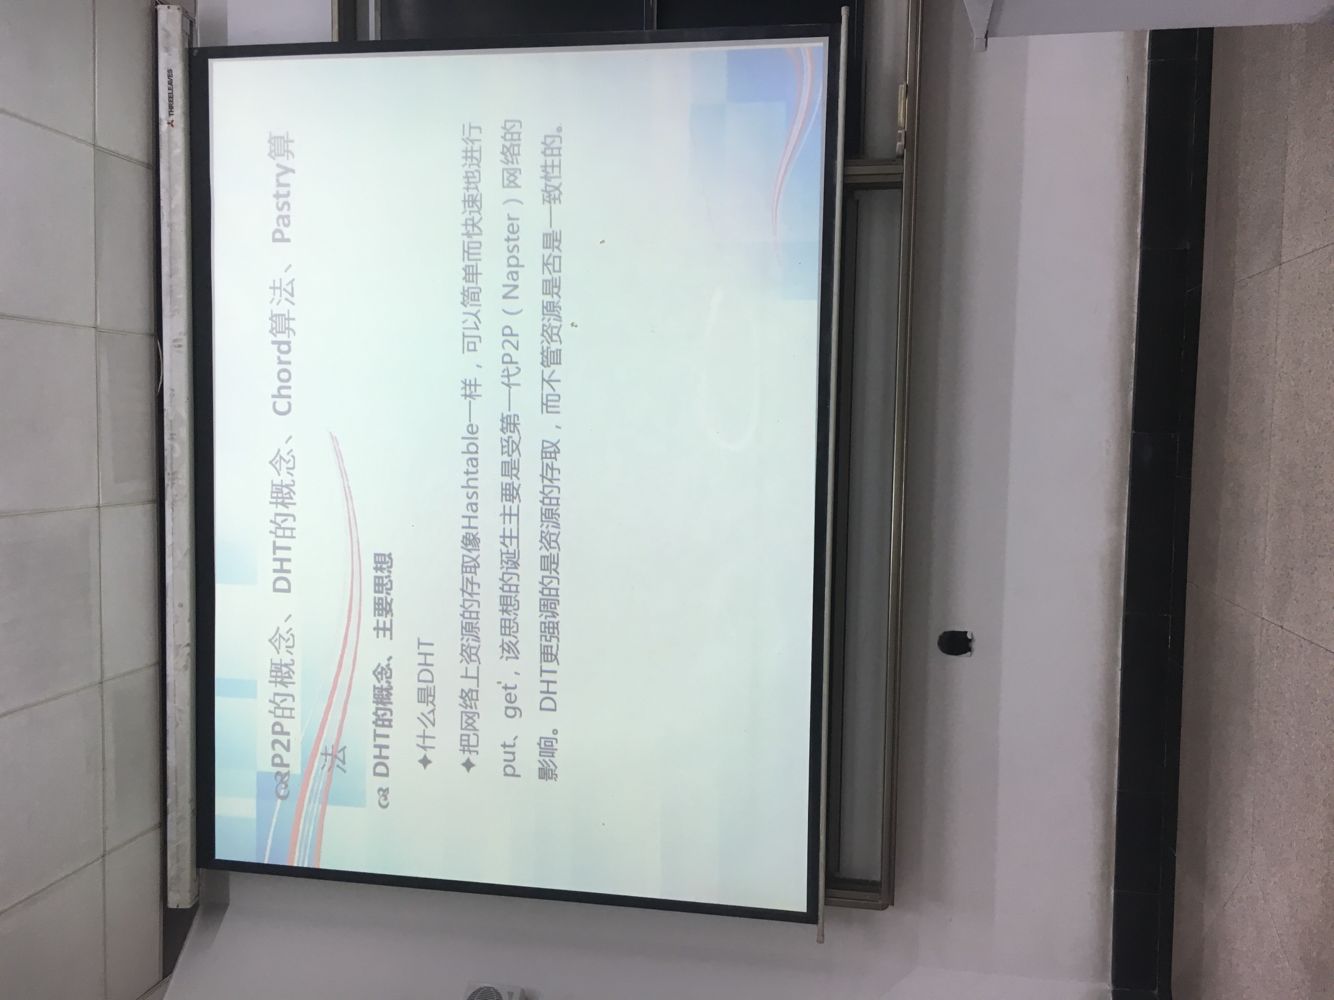 THREELEAVES
P2P的概念、DHT的概念、Chord算法、Pastry算
法
DHT的概念、主要思想
✦什么是DHT
✦把网络上资源的存取像Hashtable一样，可以简单而快速地进行
put、get，该思想的诞生主要是受第一代P2P（Napster）网络的
影响。DHT更强调的是资源的存取，而不管资源是否是一致性的。